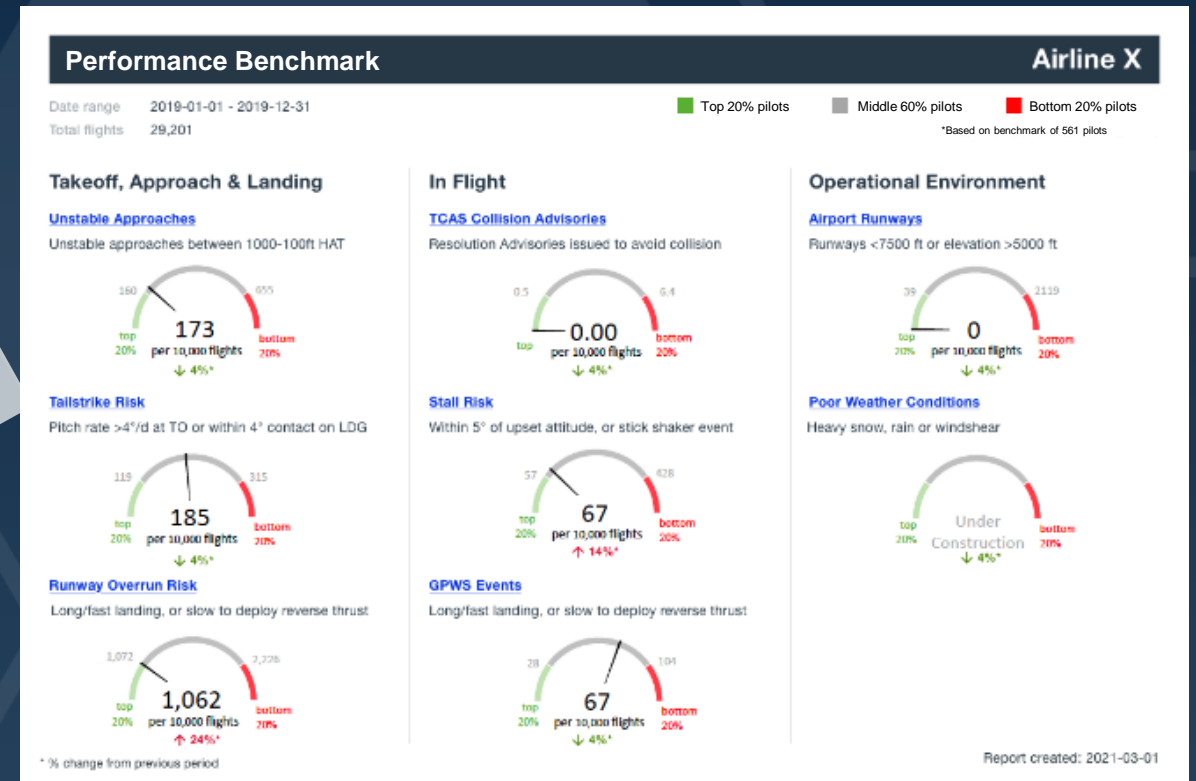 Performance Benchmark
Airline X
Date range 2019-01-01 - 2019-12-31
Total flights 29,201
Top 20% pilots
Middle 60% pilots
Bottom 20% pilots
*Based on benchmark of 561 pilots
Takeoff, Approach & Landing
Unstable Approaches
Unstable approaches between 1000-100ft HAT
160
655
top
20%
173
per 10,000 flights
bottom
20%
↓ 4%*
Tailstrike Risk
Pitch rate >4°/d at TO or within 4° contact on LDG
119
315
top
20%
185
per 10,000 flights
bottom
20%
↓ 4%*
Runway Overrun Risk
Long/fast landing, or slow to deploy reverse thrust
1,072
2,226
top
20%
1,062
per 10,000 flights
bottom
20%
↑ 24%*
In Flight
TCAS Collision Advisories
Resolution Advisories issued to avoid collision
0.5
6.4
top
0.00
per 10,000 flights
bottom
20%
↓ 4%*
Stall Risk
Within 5° of upset attitude, or stick shaker event
57
428
top
20%
67
per 10,000 flights
bottom
20%
↑ 14%*
GPWS Events
Long/fast landing, or slow to deploy reverse thrust
28
104
top
20%
67
per 10,000 flights
bottom
20%
↓ 4%*
Operational Environment
Airport Runways
Runways <7500 ft or elevation >5000 ft
39
2119
top
20%
0
per 10,000 flights
bottom
20%
↓ 4%*
Poor Weather Conditions
Heavy snow, rain or windshear
top
20%
Under
Construction
bottom
20%
↓ 4%*
* % change from previous period
Report created: 2021-03-01